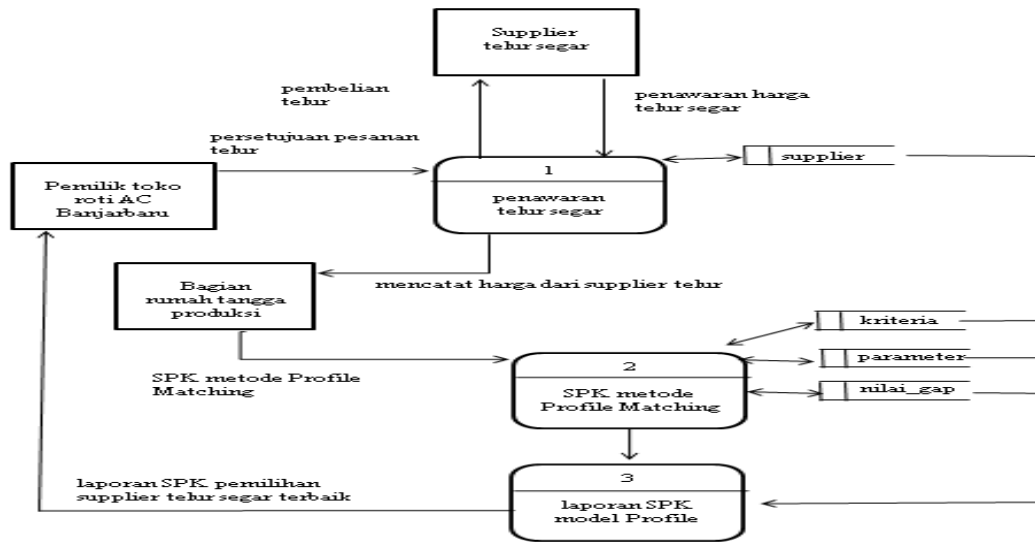 Supplier
telur segar
pembelian
telur
penawaran harga
telur segar
persetujuan pesanan
telur
supplier
1
penawaran
telur segar
Pemilik toko
roti AC
Banjarbaru
Bagian
rumah tangga
produksi
mencatat harga dari supplier telur
kriteria
parameter
nilai_gap
SPK metode Profile
Matching
2
SPK metode
Profile Matching
3
laporan SPK
model Profile
laporan SPK pemilihan
supplier telur segar terbaik